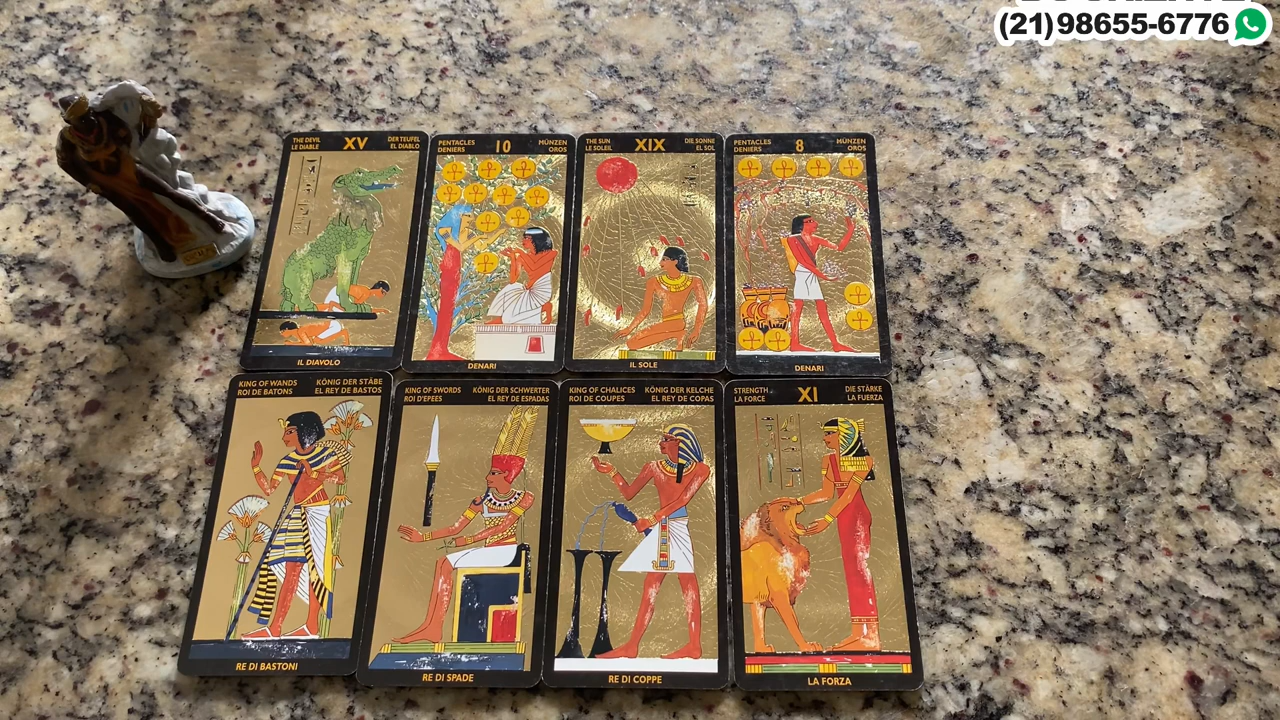 (21)98655-6776
THE DEVIL
LE DIABLE
XV
DER TEUFEL
EL DIABLO
IL DIAVOLO
PENTACLES
DENIERS
10
MÜNZEN
OROS
DENARI
THE SUN
LE SOLEIL
XIX
DIE SONNE
EL SOL
IL SOLE
PENTACLES
DENIERS
8
MÜNZEN
OROS
DENARI
KING OF WANDS
ROI DE BATONS
KÖNIG DER STÄBE
EL REY DE BASTOS
RE DI BASTONI
KING OF SWORDS
ROI D'EPEES
KÖNIG DER SCHWERTER
EL REY DE ESPADAS
RE DI SPADE
KING OF CHALICES
ROI DE COUPES
KÖNIG DER KELCHE
EL REY DE COPAS
RE DI COPPE
STRENGTH
LA FORCE
XI
DIE STÄRKE
LA FUERZA
LA FORZA